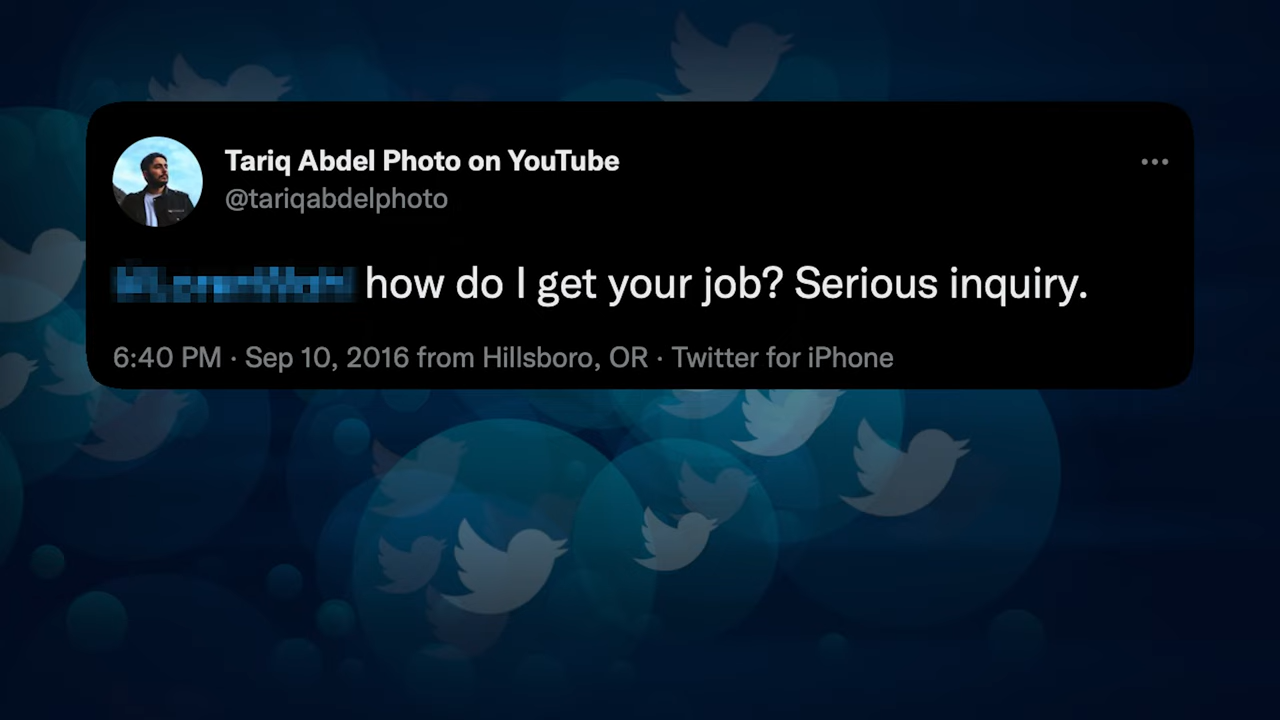 Tariq Abdel Photo on YouTube
@tariqabdelphoto
how do I get your job? Serious inquiry.
6:40 PM · Sep 10, 2016 from Hillsboro, OR · Twitter for iPhone